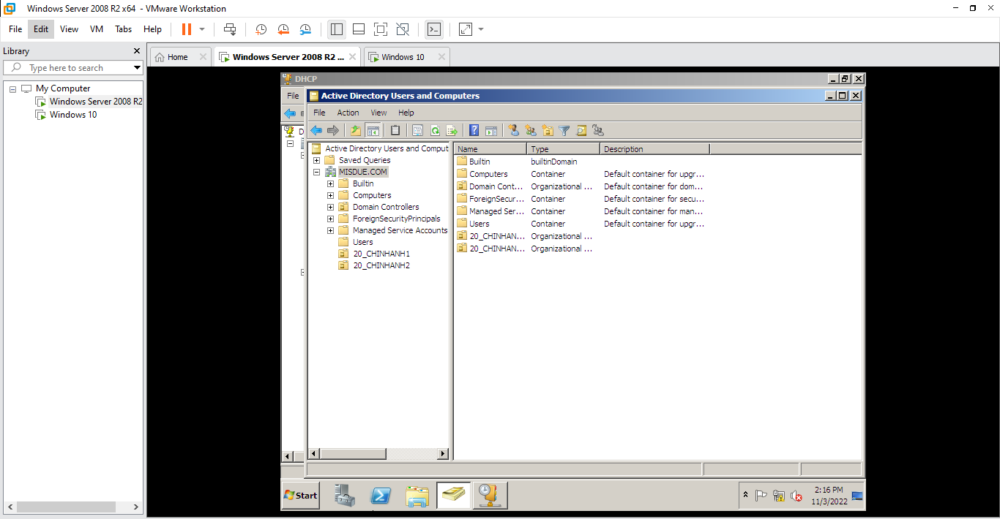 Windows Server 2008 R2 x64 - VMware Workstation
File Edit View VM Tabs Help
Library
Type here to search
My Computer
Windows Server 2008 R2
Windows 10
Home
Windows Server 2008 R2 ...
Windows 10
DHCP
File
D
Active Directory Users and Computers
File Action View Help
Active Directory Users and Comput
Saved Queries
MISDUE.COM
Builtin
Computers
Domain Controllers
ForeignSecurityPrincipals
Managed Service Accounts
Users
20_CHINHANH1
20_CHINHANH2
Name Type Description
Builtin builtinDomain
Computers Container Default container for upgr...
Domain Cont... Organizational ... Default container for dom...
ForeignSecur... Container Default container for secu...
Managed Ser... Container Default container for man...
Users Container Default container for upgr...
20_CHINHAN... Organizational ...
20_CHINHAN... Organizational ...
Start
2:16 PM
11/3/2022